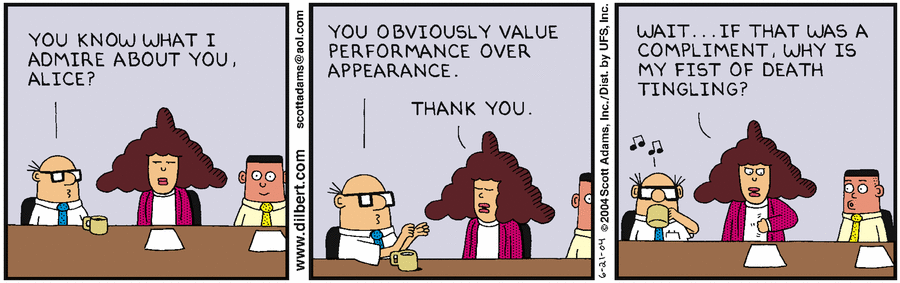 YOU KNOW WHAT I
ADMIRE ABOUT YOU,
ALICE?
www.dilbert.com scottadams@aol.com
YOU OBVIOUSLY VALUE
PERFORMANCE OVER
APPEARANCE.
THANK YOU.
6-21-04 © 2004 Scott Adams, Inc./Dist. by UFS, Inc.
WAIT...IF THAT WAS A
COMPLIMENT, WHY IS
MY FIST OF DEATH
TINGLING?